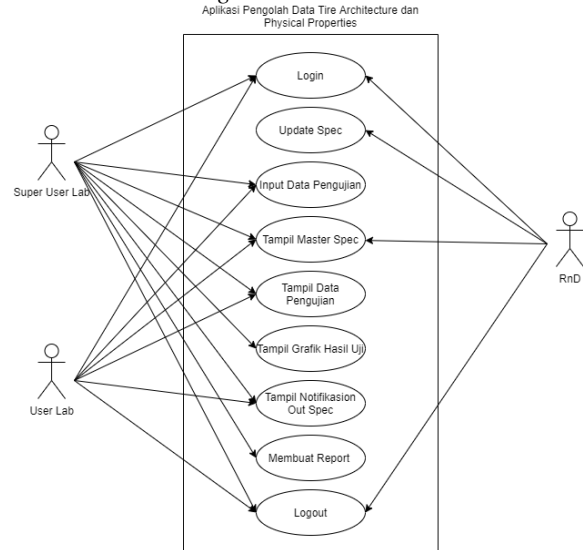 Aplikasi Pengolah Data Tire Architecture dan
Physical Properties
Login
Update Spec
Super User Lab
Input Data Pengujian
Tampil Master Spec
RnD
Tampil Data
Pengujian
Tampil Grafik Hasil Uji
User Lab
Tampil Notifikasion
Out Spec
Membuat Report
Logout